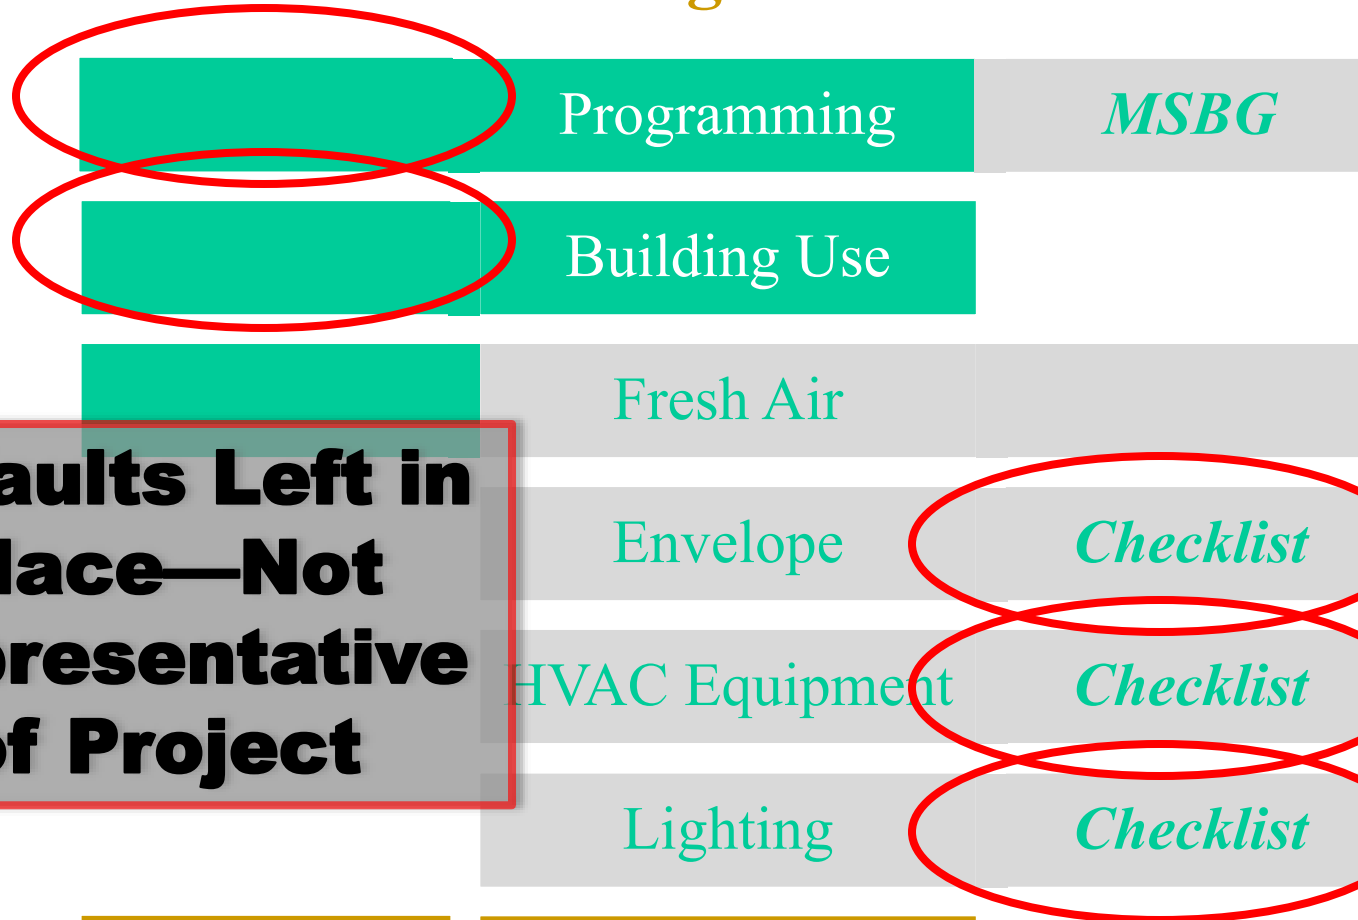 g
Programming
MSBG
Building Use
Fresh Air
aults Left in
lace—Not
presentative
of Project
Envelope
Checklist
HVAC Equipment
Checklist
Lighting
Checklist